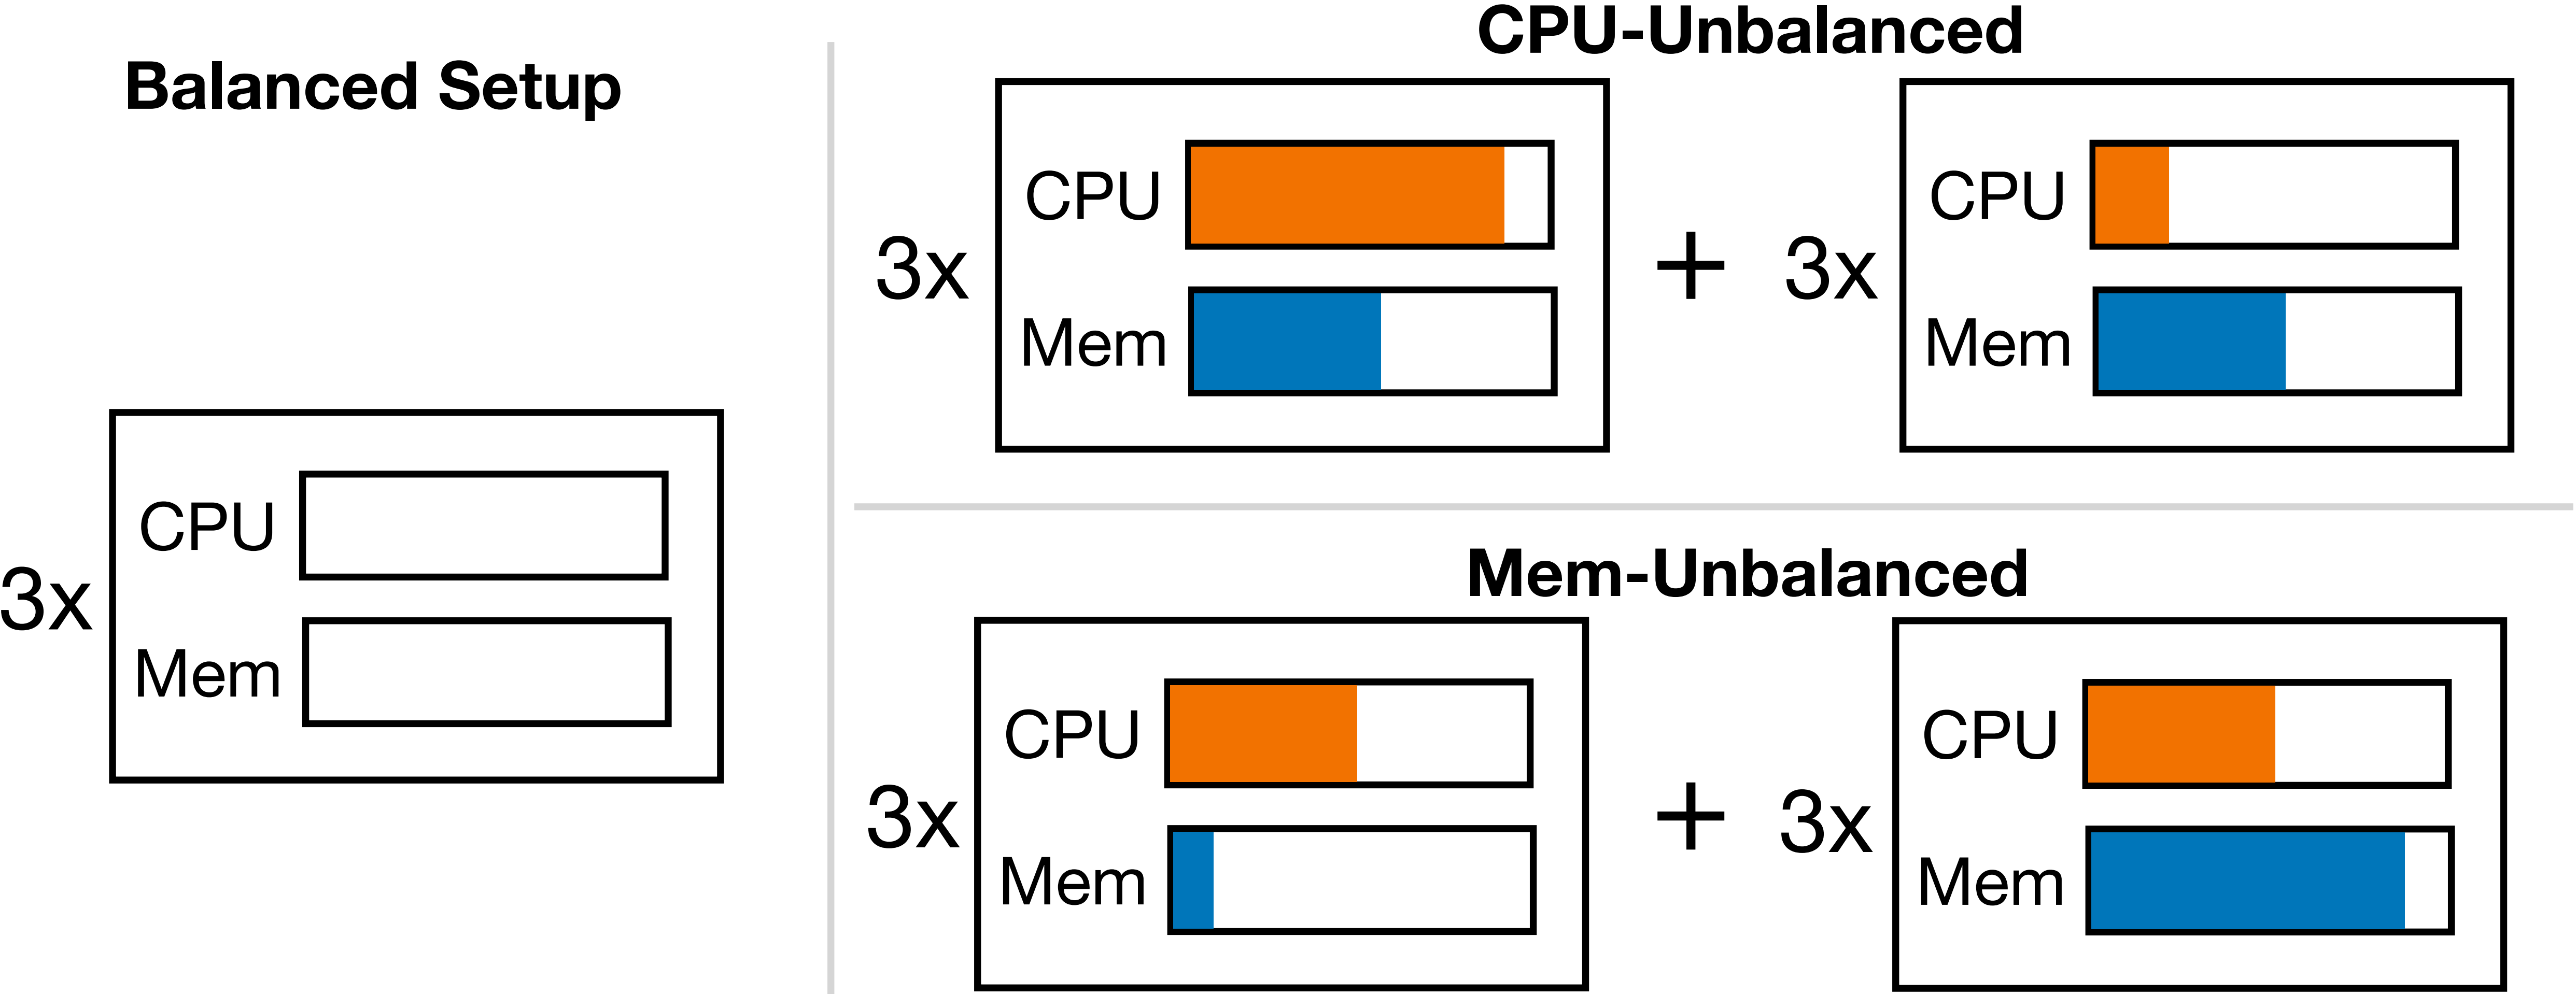 Balanced Setup
3x
CPU
Mem
CPU-Unbalanced
3x
CPU
Mem
+
3x
CPU
Mem
Mem-Unbalanced
3x
CPU
Mem
+
3x
CPU
Mem